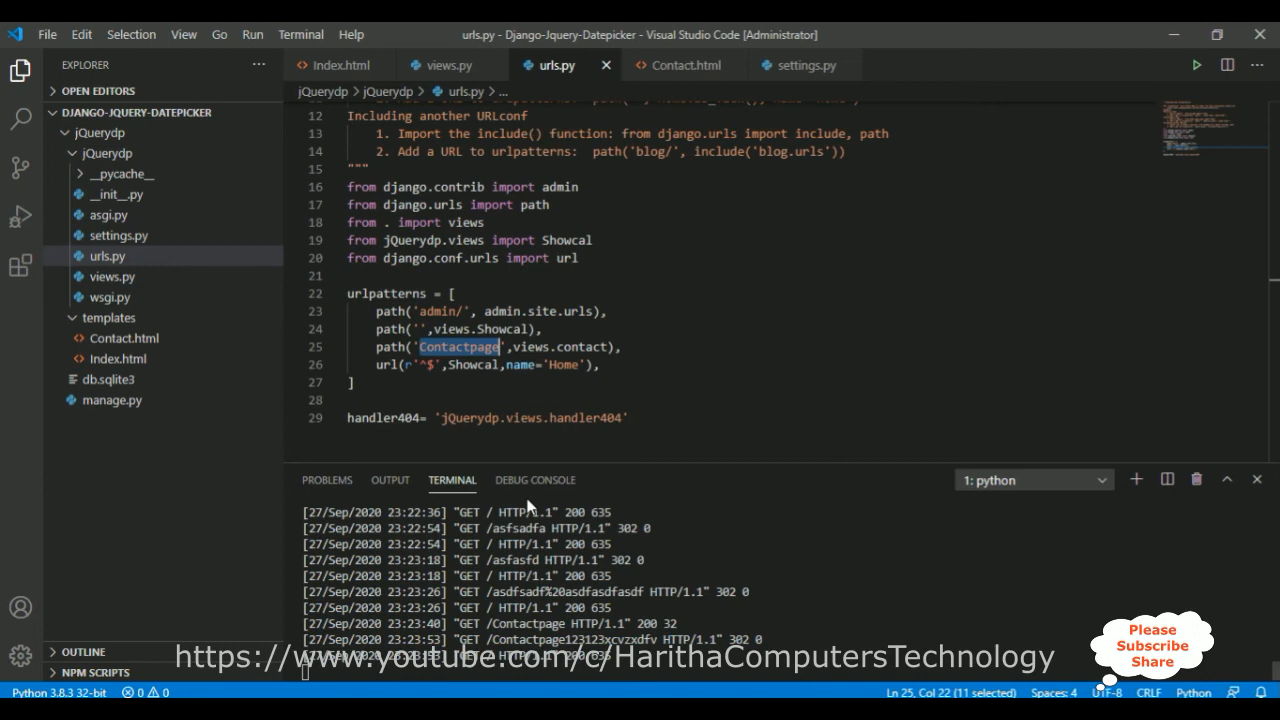 File Edit Selection View Go Run Terminal Help
urls.py - Django-Jquery-Datepicker - Visual Studio Code [Administrator]
EXPLORER
Index.html
views.py
urls.py
Contact.html
settings.py
OPEN EDITORS
DJANGO-JQUERY-DATEPICKER
jQuerydp
jQuerydp
__pycache__
__init__.py
asgi.py
settings.py
urls.py
views.py
wsgi.py
templates
Contact.html
Index.html
db.sqlite3
manage.py
OUTLINE
NPM SCRIPTS
jQuerydp > jQuerydp > urls.py > ...
12 Including another URLconf
13 1. Import the include() function: from django.urls import include, path
14 2. Add a URL to urlpatterns: path('blog/', include('blog.urls'))
15 """
16 from django.contrib import admin
17 from django.urls import path
18 from . import views
19 from jQuerydp.views import Showcal
20 from django.conf.urls import url
21
22 urlpatterns = [
23 path('admin/', admin.site.urls),
24 path('',views.Showcal),
25 path('Contactpage',views.contact),
26 url(r'^$',Showcal,name='Home'),
27 ]
28
29 handler404= 'jQuerydp.views.handler404'
PROBLEMS OUTPUT TERMINAL DEBUG CONSOLE
1: python
[27/Sep/2020 23:22:36] "GET / HTTP/1.1" 200 635
[27/Sep/2020 23:22:54] "GET /asfsadfa HTTP/1.1" 302 0
[27/Sep/2020 23:22:54] "GET / HTTP/1.1" 200 635
[27/Sep/2020 23:23:18] "GET /asfasfd HTTP/1.1" 302 0
[27/Sep/2020 23:23:18] "GET / HTTP/1.1" 200 635
[27/Sep/2020 23:23:26] "GET /asdfsadf%20asdfasdfasdf HTTP/1.1" 302 0
[27/Sep/2020 23:23:26] "GET / HTTP/1.1" 200 635
[27/Sep/2020 23:23:40] "GET /Contactpage HTTP/1.1" 200 32
[27/Sep/2020 23:23:53] "GET /Contactpage123123xcvzxdfv HTTP/1.1" 302 0
https://www.youtube.com/c/HarithaComputersTechnology
Please
Subscribe
Share
Python 3.8.3 32-bit
0
0
Ln 25, Col 22 (11 selected)
Spaces: 4
UTF-8
CRLF
Python